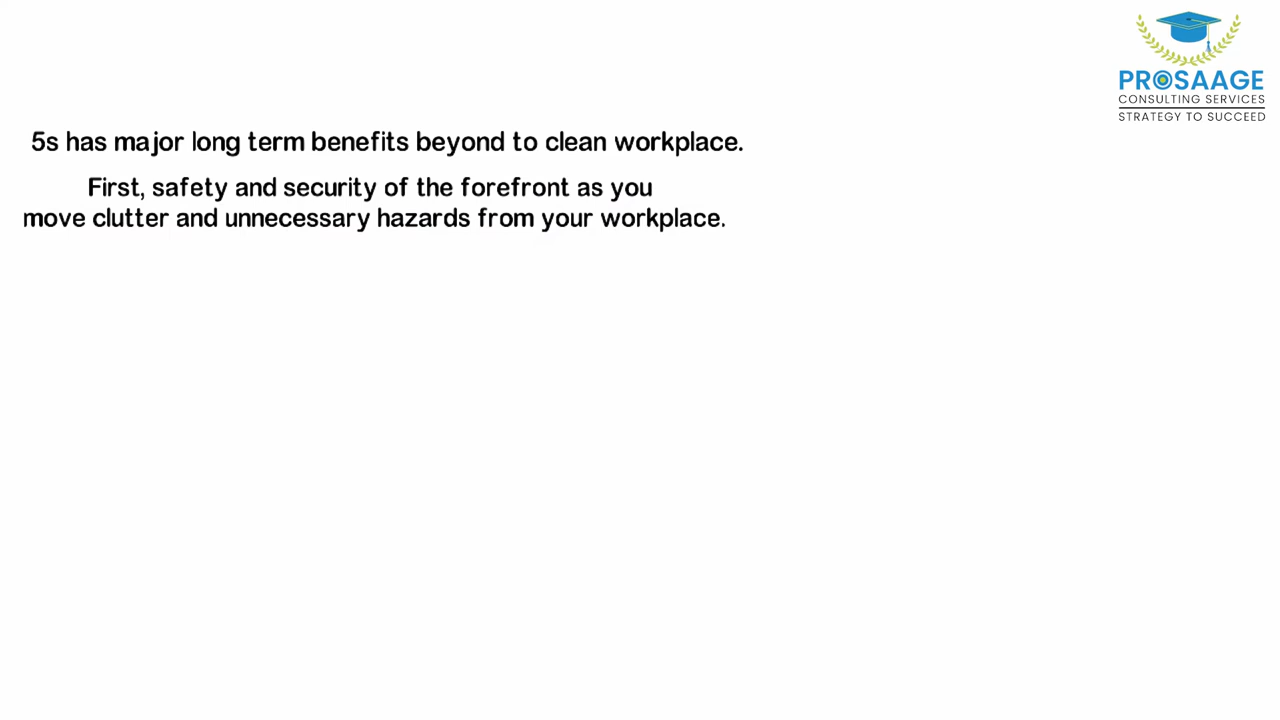 PROSAAGE
CONSULTING SERVICES
STRATEGY TO SUCCEED
5s has major long term benefits beyond to clean workplace.
First, safety and security of the forefront as you
move clutter and unnecessary hazards from your workplace.